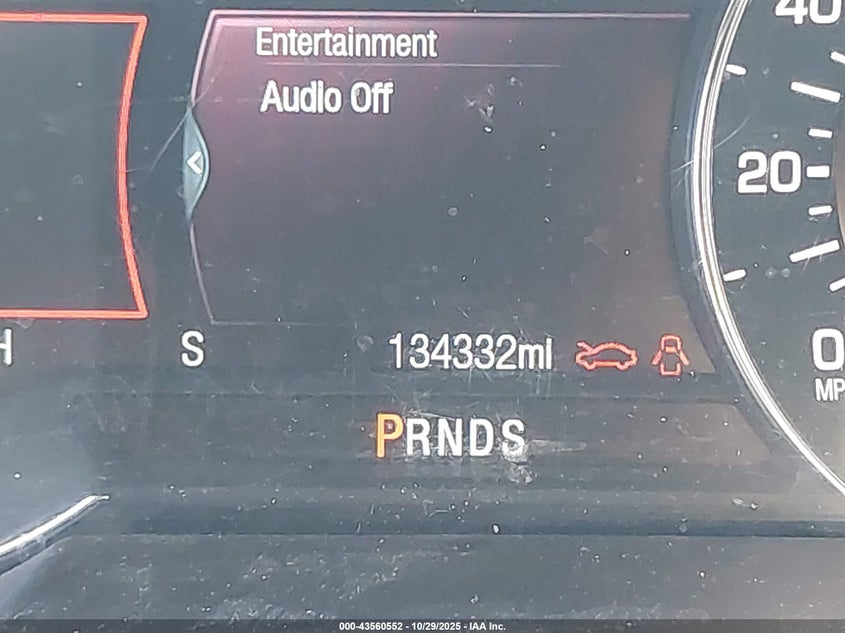 Entertainment
Audio Off
40
20
0
MP
H
S
134332mi
PRNDS
000-43560552 - 10/29/2025 - IAA Inc.